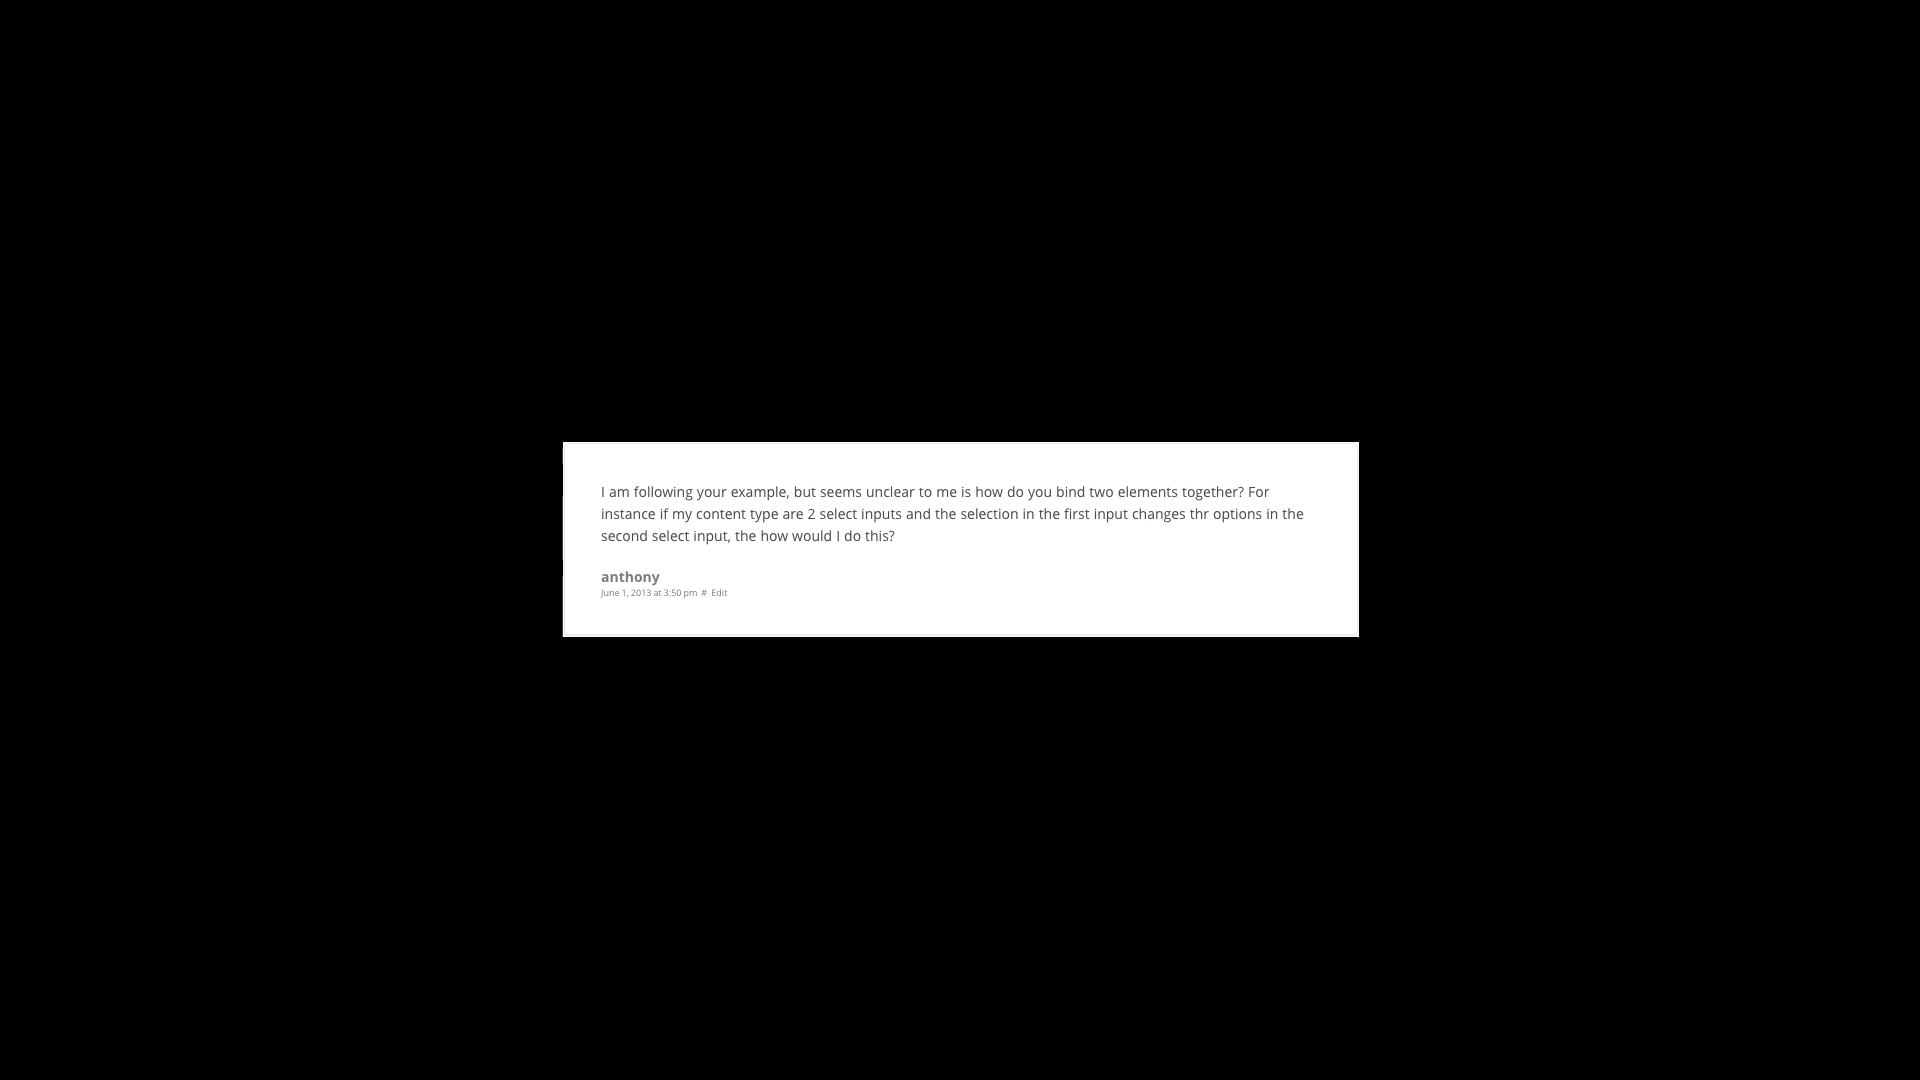 I am following your example, but seems unclear to me is how do you bind two elements together? For
instance if my content type are 2 select inputs and the selection in the first input changes thr options in the
second select input, the how would I do this?
anthony
June 1, 2013 at 3:50 pm # Edit